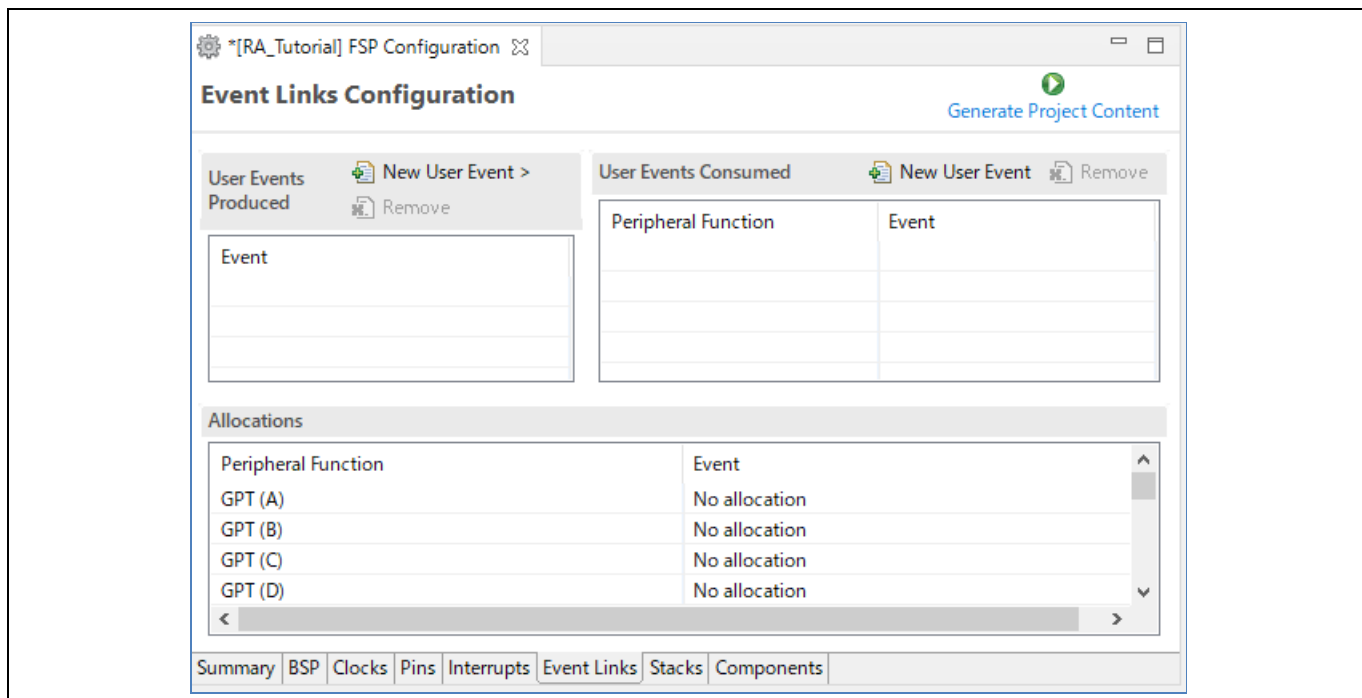 *[RA_Tutorial] FSP Configuration
Event Links Configuration
Generate Project Content
User Events Produced
New User Event >
Remove
User Events Consumed
New User Event
Remove
Event
Peripheral Function Event
Allocations
Peripheral Function Event
GPT (A) No allocation
GPT (B) No allocation
GPT (C) No allocation
GPT (D) No allocation
Summary BSP Clocks Pins Interrupts Event Links Stacks Components